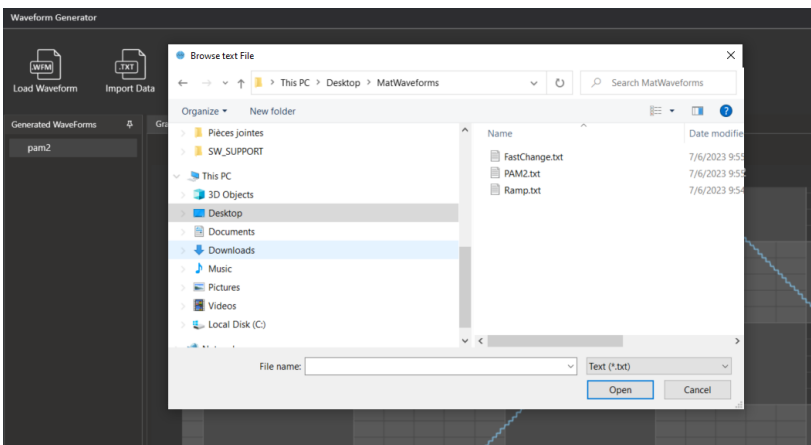 Waveform Generator
.WFM
.TXT
Load Waveform
Import Data
Generated WaveForms
Gra
pam2
Browse text File
This PC > Desktop > MatWaveforms
Search MatWaveforms
Organize
New folder
Pièces jointes
SW_SUPPORT
This PC
3D Objects
Desktop
Documents
Downloads
Music
Pictures
Videos
Local Disk (C:)
Name
Date modifie
FastChange.txt
7/6/2023 9:55
PAM2.txt
7/6/2023 9:55
Ramp.txt
7/6/2023 9:54
File name:
Text (*.txt)
Open
Cancel